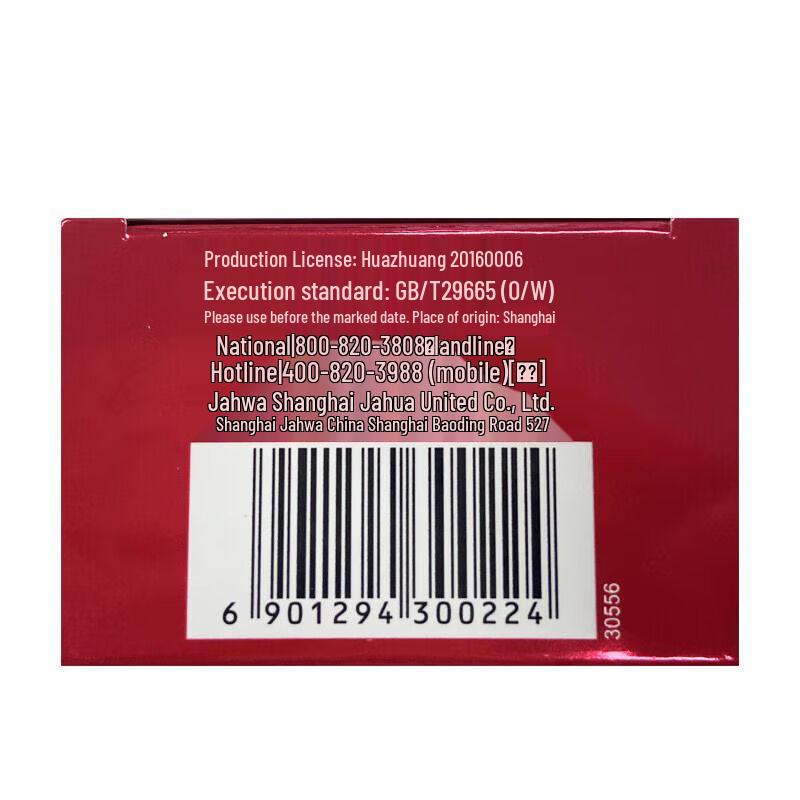 Production License: Huazhuang 20160006
Execution standard: GB/T29665 (O/W)
Please use before the marked date. Place of origin: Shanghai
National|800-820-3808▯landline▯
Hotline|400-820-3988 (mobile)[▯▯]
Jahwa Shanghai Jahua United Co., Ltd.
Shanghai Jahwa China Shanghai Baoding Road 527
6 901294 300224
30556